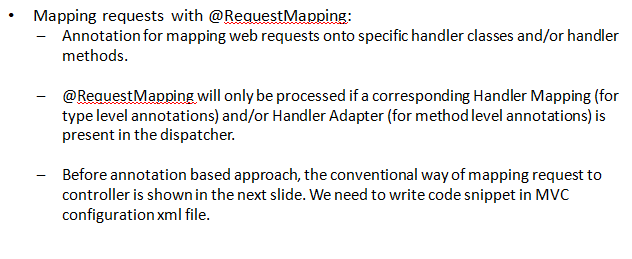 • Mapping requests with @RequestMapping:
– Annotation for mapping web requests onto specific handler classes and/or handler
methods.
– @RequestMapping will only be processed if a corresponding Handler Mapping (for
type level annotations) and/or Handler Adapter (for method level annotations) is
present in the dispatcher.
– Before annotation based approach, the conventional way of mapping request to
controller is shown in the next slide. We need to write code snippet in MVC
configuration xml file.